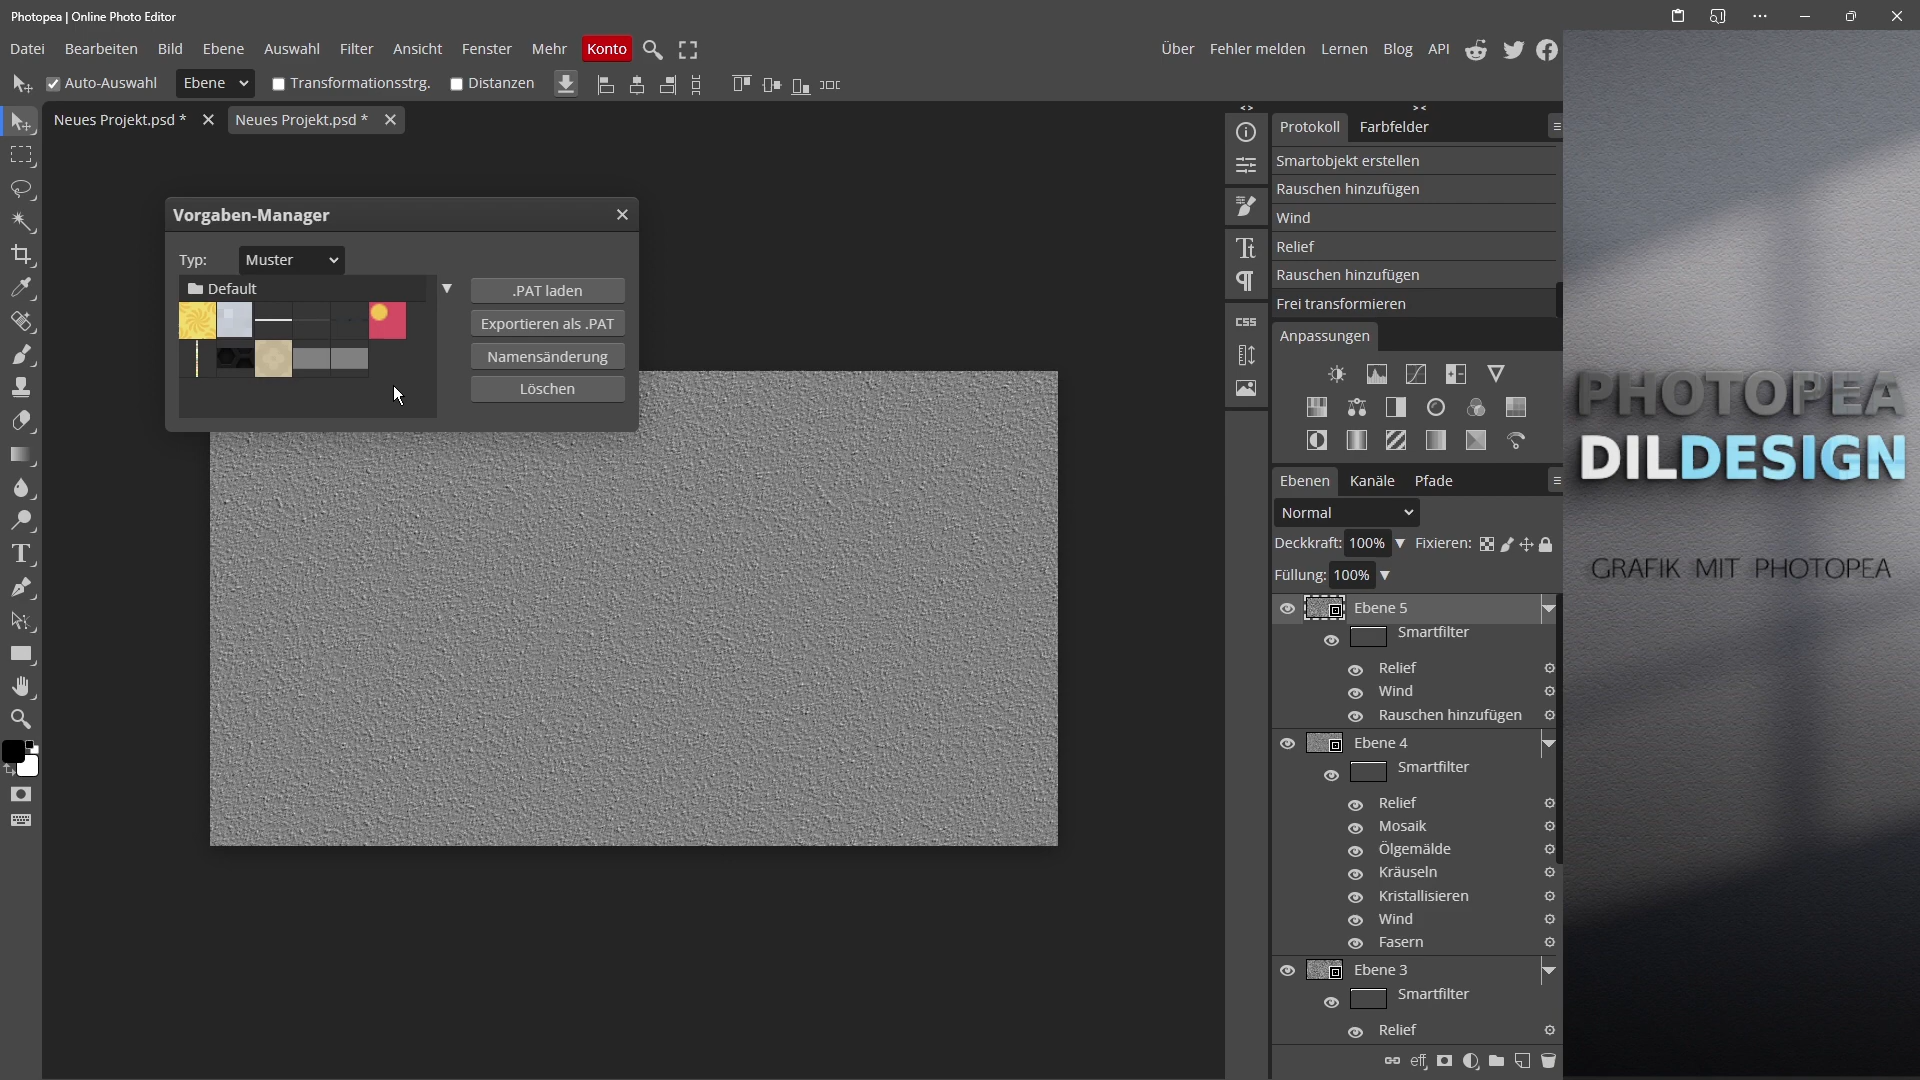 Photopea | Online Photo Editor
Datei Bearbeiten Bild Ebene Auswahl Filter Ansicht Fenster Mehr Konto
Über Fehler melden Lernen Blog API
Auto-Auswahl Ebene Transformationsstrg. Distanzen
Neues Projekt.psd * Neues Projekt.psd *
Vorgaben-Manager
Typ: Muster
Default
.PAT laden
Exportieren als .PAT
Namensänderung
Löschen
Protokoll Farbfelder
Smartobjekt erstellen
Rauschen hinzufügen
Wind
Relief
Rauschen hinzufügen
Frei transformieren
Anpassungen
CSS
Ebenen Kanäle Pfade
Normal
Deckkraft: 100% Fixieren:
Füllung: 100%
Ebene 5
Smartfilter
Relief
Wind
Rauschen hinzufügen
Ebene 4
Smartfilter
Relief
Mosaik
Ölgemälde
Kräuseln
Kristallisieren
Wind
Fasern
Ebene 3
Smartfilter
Relief
eff
PHOTOPEA
DILDESIGN
GRAFIK MIT PHOTOPEA